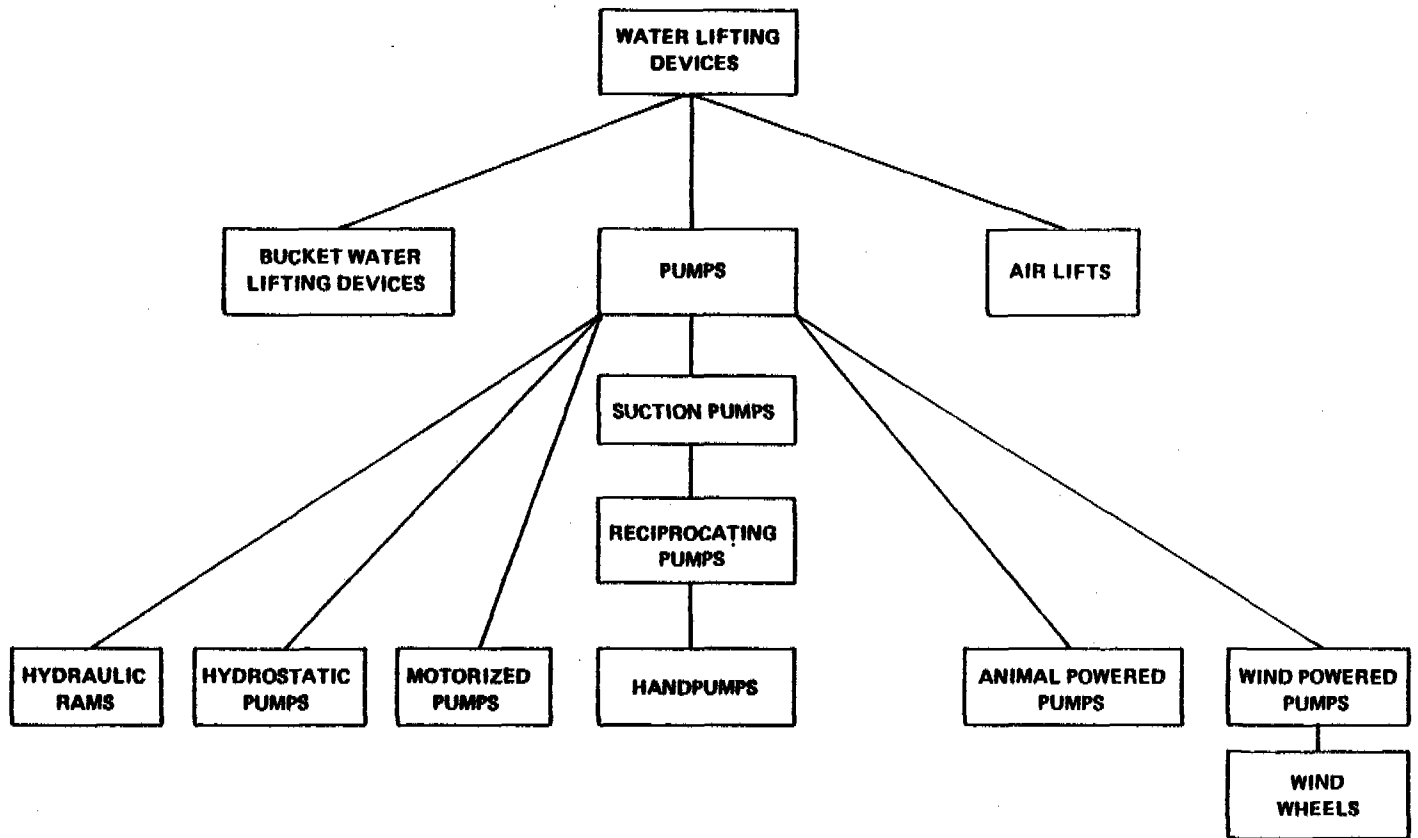 WATER LIFTING
DEVICES
BUCKET WATER
LIFTING DEVICES
PUMPS
AIR LIFTS
SUCTION PUMPS
RECIPROCATING
PUMPS
HYDRAULIC
RAMS
HYDROSTATIC
PUMPS
MOTORIZED
PUMPS
HANDPUMPS
ANIMAL POWERED
PUMPS
WIND POWERED
PUMPS
WIND
WHEELS